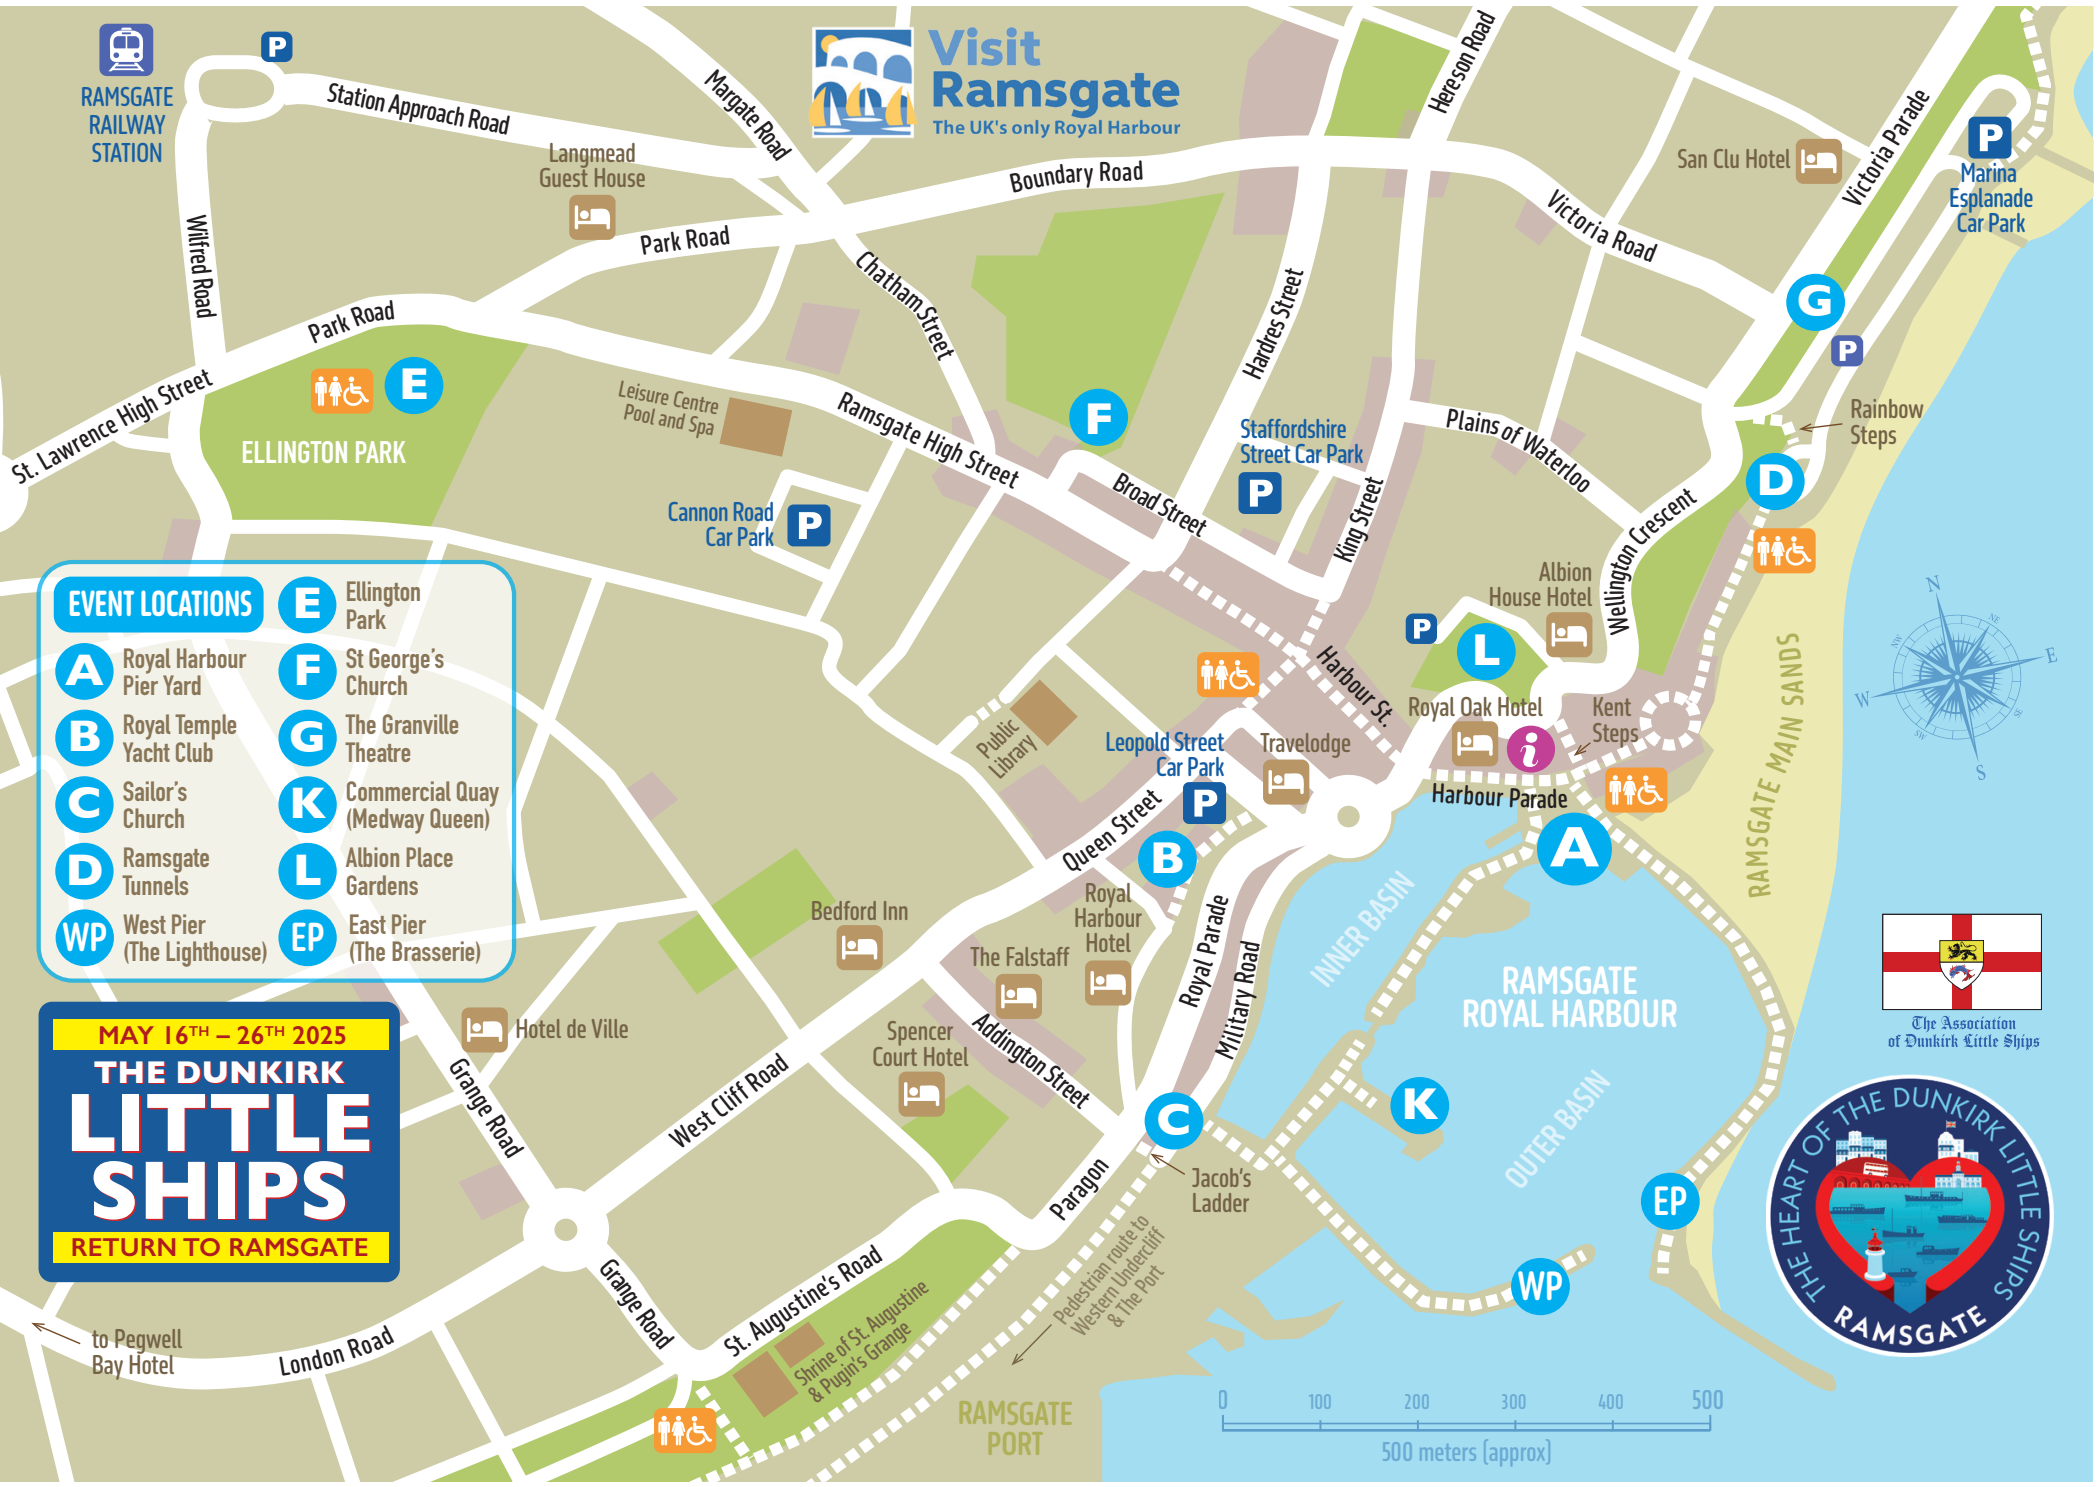 P
RAMSGATE
RAILWAY
STATION
Station Approach Road
Margate Road
Visit
Ramsgate
The UK's only Royal Harbour
Hereson Road
Langmead
Guest House
Boundary Road
San Clu Hotel
Victoria Parade
P
Marina
Esplanade
Car Park
Wilfred Road
Park Road
Victoria Road
Chatham Street
Park Road
Hardres Street
G
P
E
St. Lawrence High Street
ELLINGTON PARK
Leisure Centre
Pool and Spa
Ramsgate High Street
F
Staffordshire
Street Car Park
P
Plains of Waterloo
Rainbow
Steps
D
Broad Street
King Street
Cannon Road
Car Park
P
Wellington Crescent
Albion
House Hotel
P
L
Harbour St.
Royal Oak Hotel
i
Kent
Steps
RAMSGATE MAIN SANDS
N
NE
E
SE
S
SW
W
NW
EVENT LOCATIONS
A
Royal Harbour
Pier Yard
B
Royal Temple
Yacht Club
C
Sailor's
Church
D
Ramsgate
Tunnels
WP
West Pier
(The Lighthouse)
E
Ellington
Park
F
St George's
Church
G
The Granville
Theatre
K
Commercial Quay
(Medway Queen)
L
Albion Place
Gardens
EP
East Pier
(The Brasserie)
Public
Library
Leopold Street
Car Park
P
Travelodge
Harbour Parade
A
Queen Street
B
Royal
Harbour
Hotel
Bedford Inn
The Falstaff
Royal Parade
Military Road
INNER BASIN
RAMSGATE
ROYAL HARBOUR
The Association
of Dunkirk Little Ships
Hotel de Ville
Spencer
Court Hotel
Addington Street
MAY 16TH – 26TH 2025
THE DUNKIRK
LITTLE
SHIPS
RETURN TO RAMSGATE
Grange Road
West Cliff Road
C
K
OUTER BASIN
Jacob's
Ladder
Paragon
EP
WP
THE HEART OF THE DUNKIRK LITTLE SHIPS
RAMSGATE
Pedestrian route to
Western Undercliff
& The Port
Grange Road
St. Augustine's Road
Shrine of St. Augustine
& Pugin's Grange
to Pegwell
Bay Hotel
London Road
RAMSGATE
PORT
0 100 200 300 400 500
500 meters (approx)